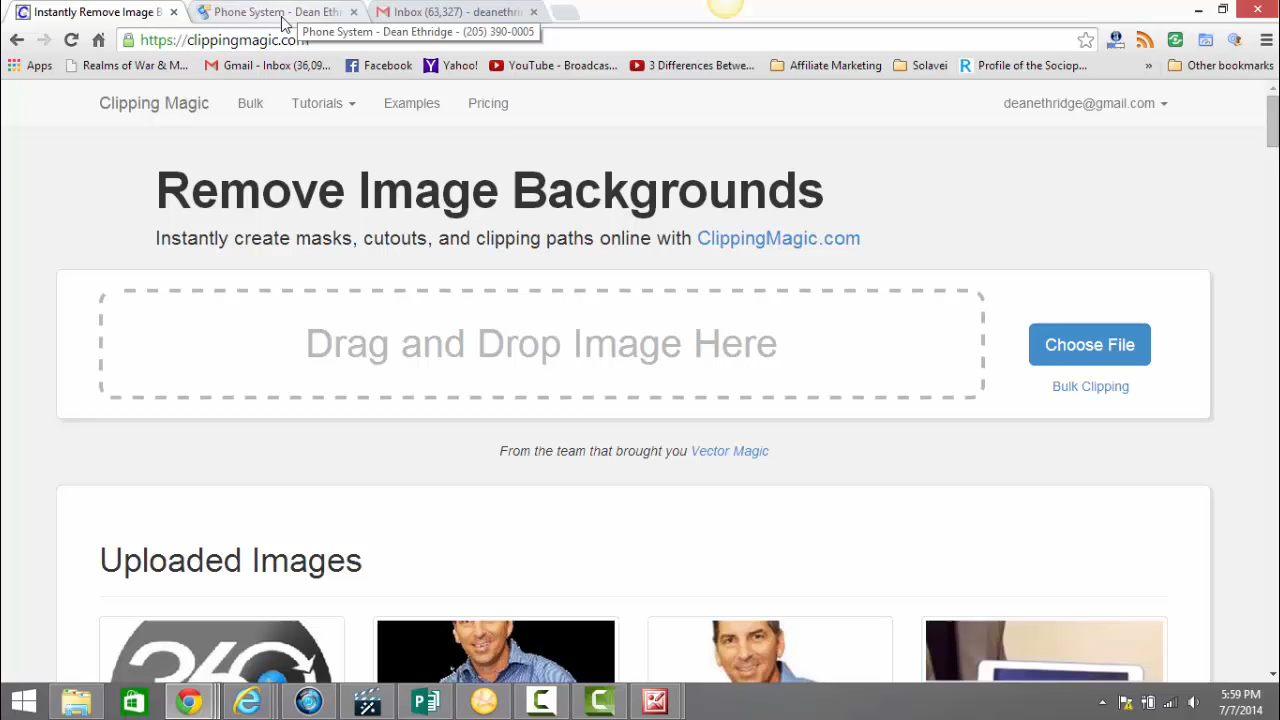 Instantly Remove Image B
Phone System - Dean Eth
Inbox (63,327) - deanethri
https://clippingmagic.com
Phone System - Dean Ethridge - (205) 390-0005
Apps
Realms of War & M...
Gmail - Inbox (36,09...
Facebook
Yahoo!
YouTube - Broadcas...
3 Differences Betwe...
Affiliate Marketing
Solavei
Profile of the Sociop...
»
Other bookmarks
Clipping Magic
Bulk
Tutorials
Examples
Pricing
deanethridge@gmail.com
Remove Image Backgrounds
Instantly create masks, cutouts, and clipping paths online with ClippingMagic.com
Drag and Drop Image Here
Choose File
Bulk Clipping
From the team that brought you Vector Magic
Uploaded Images
360
5:59 PM
7/7/2014